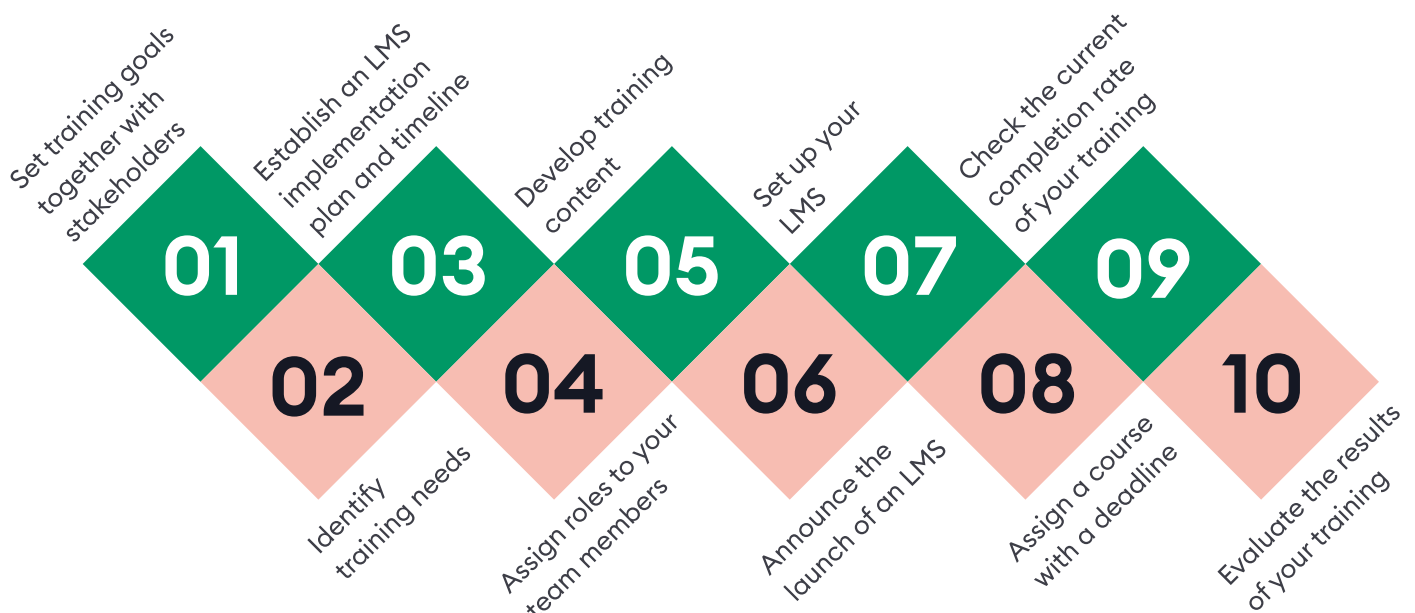 Set training goals
together with
stakeholders
01
Identify
training needs
02
Establish an LMS
implementation
plan and timeline
03
Assign roles to your
team members
04
Develop training
content
05
Announce the
launch of an LMS
06
Set up your
LMS
07
Assign a course
with a deadline
08
Check the current
completion rate
of your training
09
Evaluate the results
of your training
10